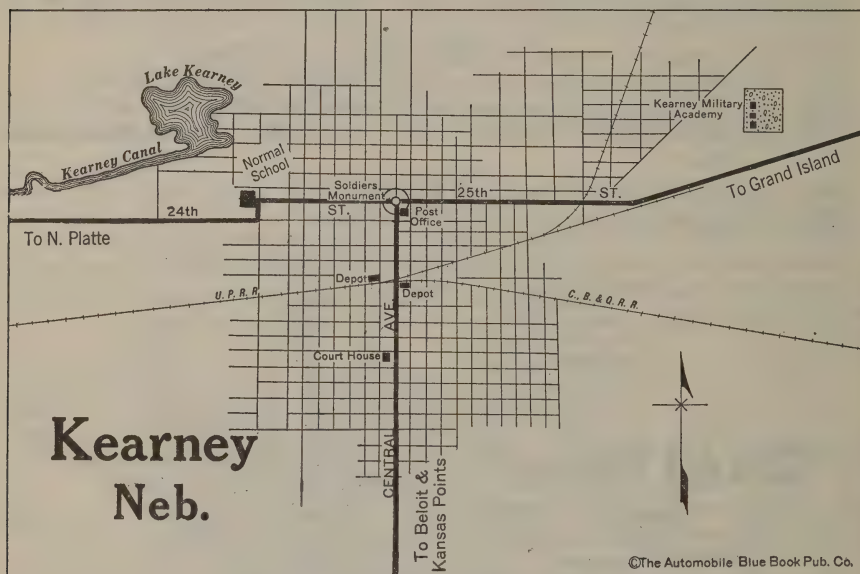 Lake Kearney
Kearney Canal
Normal
School
Kearney Military
Academy
Soldiers
Monument
25th
ST.
24th
ST.
Post
Office
To Grand Island
To N. Platte
Depot
Depot
U. P. R. R.
C., B. & Q. R. R.
AVE.
Court House
CENTRAL
To Beloit &
Kansas Points
Kearney
Neb.
©The Automobile Blue Book Pub. Co.